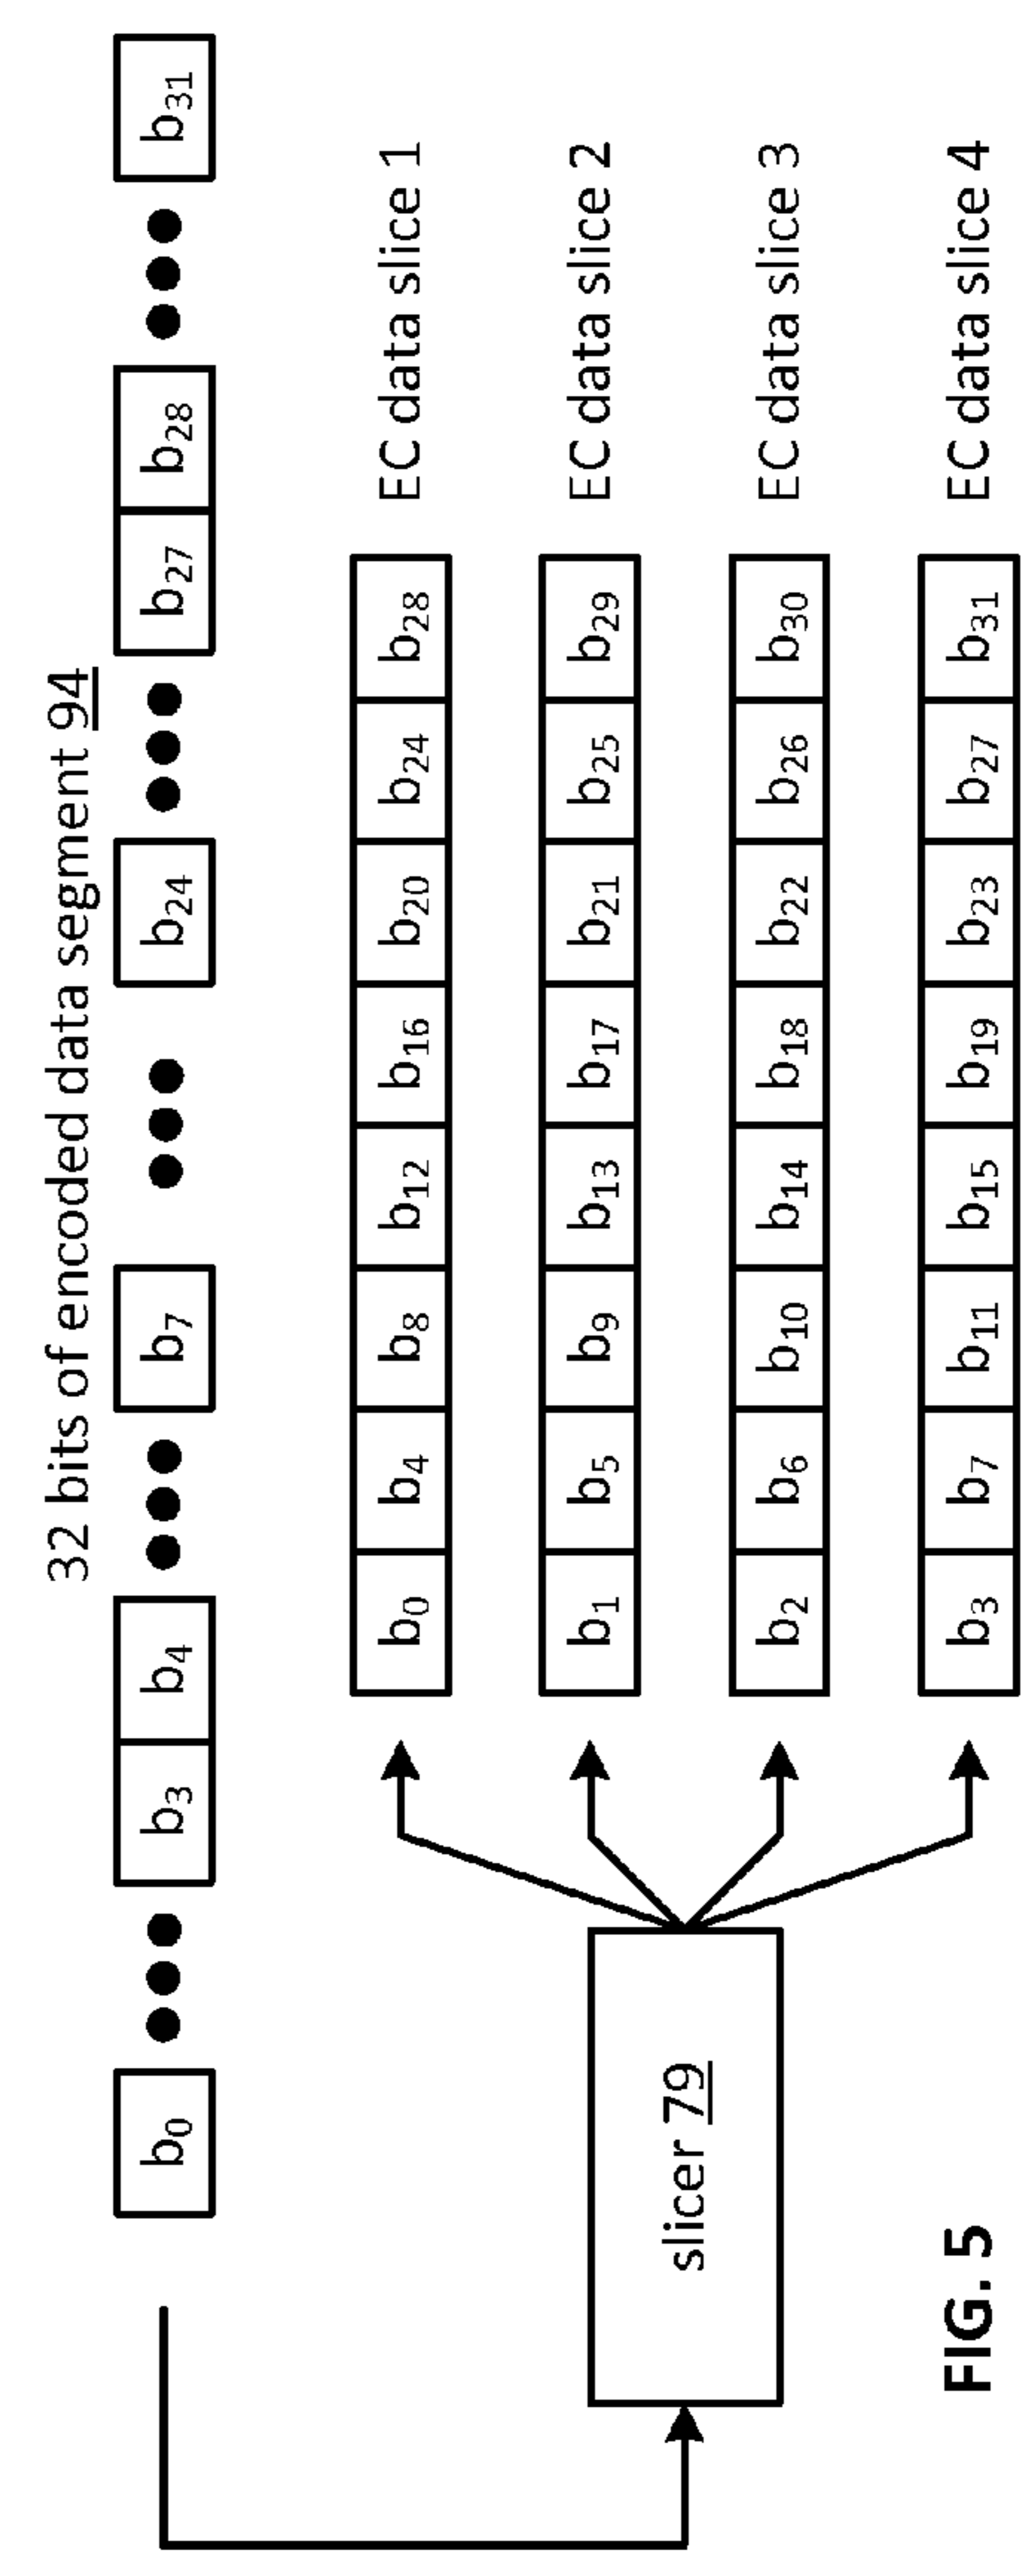 32 bits of encoded data segment 94
b0 ●●● b3 b4 ●●● b7 ●●● b24 ●●● b27 b28 ●●● b31
b0 b4 b8 b12 b16 b20 b24 b28 EC data slice 1
b1 b5 b9 b13 b17 b21 b25 b29 EC data slice 2
b2 b6 b10 b14 b18 b22 b26 b30 EC data slice 3
b3 b7 b11 b15 b19 b23 b27 b31 EC data slice 4
slicer 79
FIG. 5